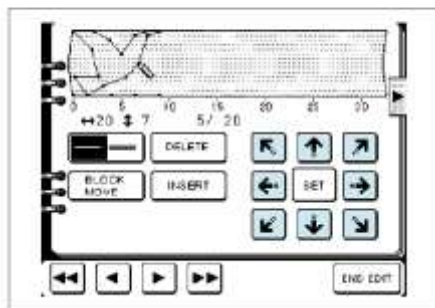 0 5 10 15 20 25 30
↔20 ↕ 7 5/ 20
DELETE
BLOCK MOVE
INSERT
SET
END EDIT